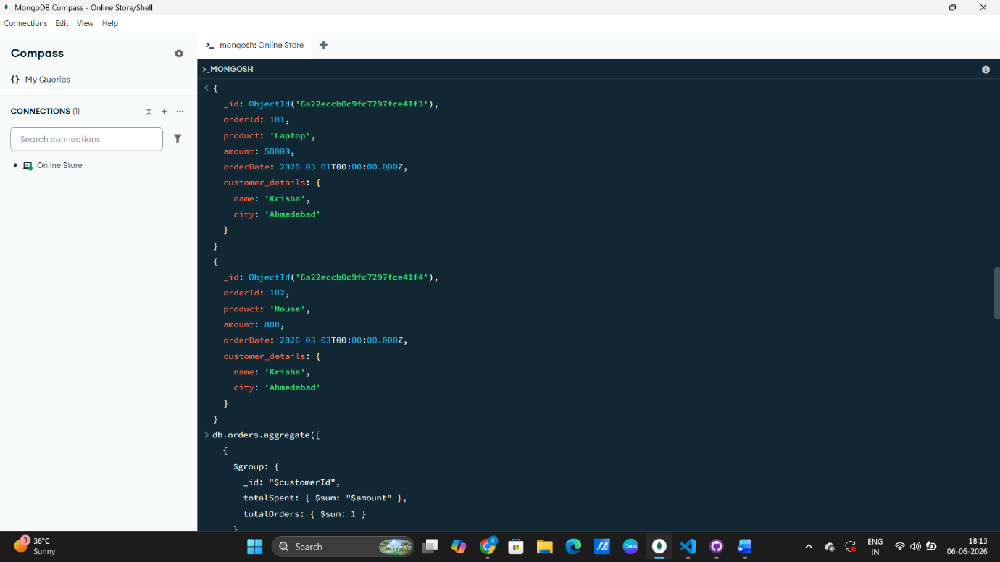 MongoDB Compass - Online Store/Shell
Connections Edit View Help
Compass
{} My Queries
CONNECTIONS (1)
Search connections
Online Store
>_ mongosh: Online Store
>_MONGOSH
{
_id: ObjectId('6a22eccb0c9fc7297fce41f3'),
orderId: 101,
product: 'Laptop',
amount: 50000,
orderDate: 2026-03-01T00:00:00.000Z,
customer_details: {
name: 'Krisha',
city: 'Ahmedabad'
}
}
{
_id: ObjectId('6a22eccb0c9fc7297fce41f4'),
orderId: 102,
product: 'Mouse',
amount: 800,
orderDate: 2026-03-03T00:00:00.000Z,
customer_details: {
name: 'Krisha',
city: 'Ahmedabad'
}
}
db.orders.aggregate([
{
$group: {
_id: "$customerId",
totalSpent: { $sum: "$amount" },
totalOrders: { $sum: 1 }
}
3
36°C
Sunny
Search
K
Canva
W
ENG
IN
18:13
06-06-2026